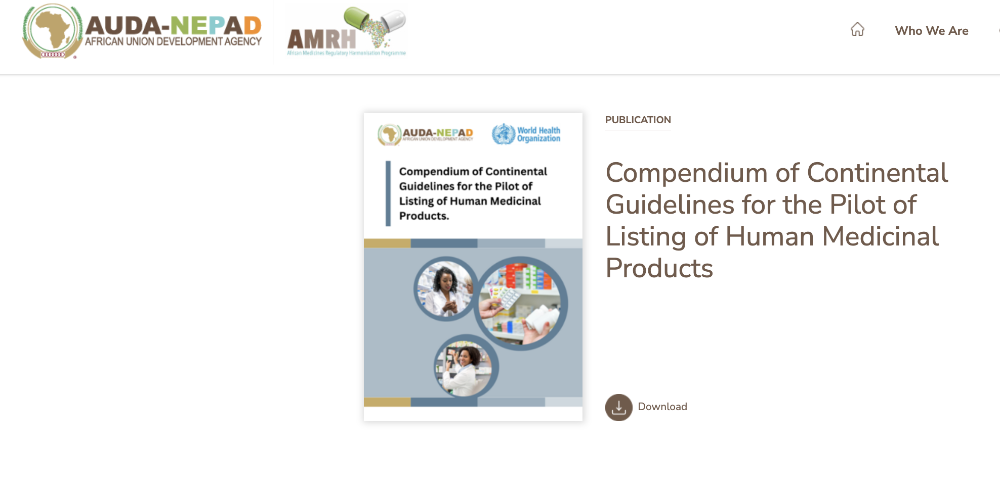 AUDA-NEPAD
AFRICAN UNION DEVELOPMENT AGENCY
AMRH
African Medicines Regulatory Harmonisation Programme
Who We Are
AUDA-NEPAD
AFRICAN UNION DEVELOPMENT AGENCY
World Health
Organization
Compendium of Continental
Guidelines for the Pilot of
Listing of Human Medicinal
Products.
PUBLICATION
Compendium of Continental
Guidelines for the Pilot of
Listing of Human Medicinal
Products
Download